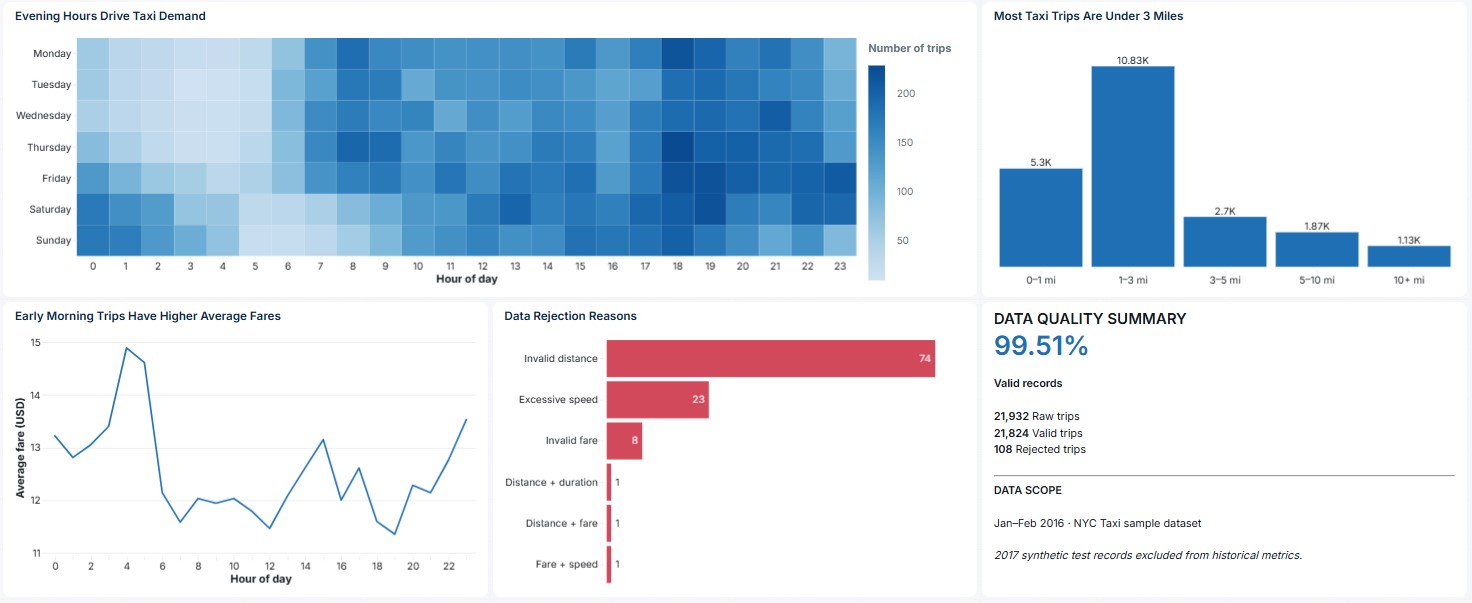 Evening Hours Drive Taxi Demand
Monday
Tuesday
Wednesday
Thursday
Friday
Saturday
Sunday
0 1 2 3 4 5 6 7 8 9 10 11 12 13 14 15 16 17 18 19 20 21 22 23
Hour of day
Number of trips
200
150
100
50
Most Taxi Trips Are Under 3 Miles
5.3K
10.83K
2.7K
1.87K
1.13K
0–1 mi 1–3 mi 3–5 mi 5–10 mi 10+ mi
Early Morning Trips Have Higher Average Fares
Average fare (USD)
15
14
13
12
11
0 2 4 6 8 10 12 14 16 18 20 22
Hour of day
Data Rejection Reasons
Invalid distance 74
Excessive speed 23
Invalid fare 8
Distance + duration 1
Distance + fare 1
Fare + speed 1
DATA QUALITY SUMMARY
99.51%
Valid records
21,932 Raw trips
21,824 Valid trips
108 Rejected trips
DATA SCOPE
Jan–Feb 2016 · NYC Taxi sample dataset
2017 synthetic test records excluded from historical metrics.